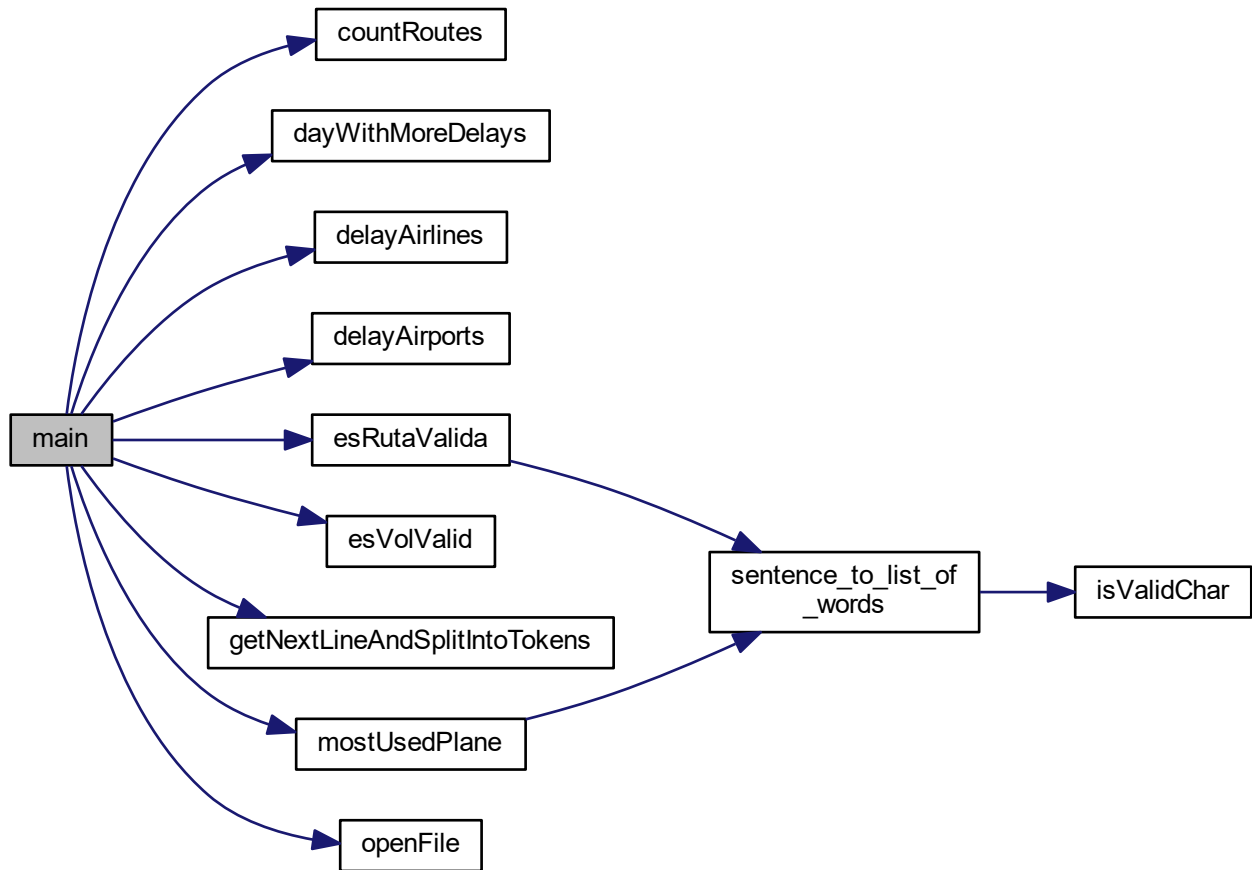 countRoutes
dayWithMoreDelays
delayAirlines
delayAirports
main
esRutaValida
esVolValid
sentence_to_list_of
_words
isValidChar
getNextLineAndSplitIntoTokens
mostUsedPlane
openFile